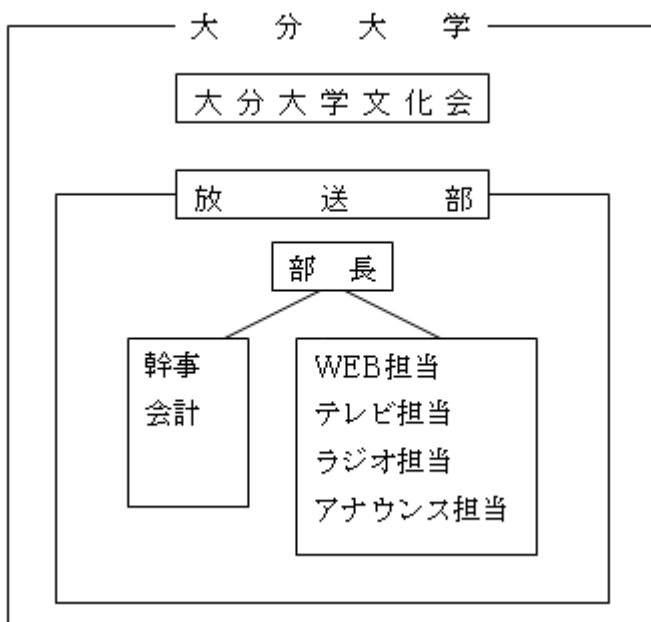 大分大学
大分大学文化会
放送部
部長
幹事
会計
WEB担当
テレビ担当
ラジオ担当
アナウンス担当